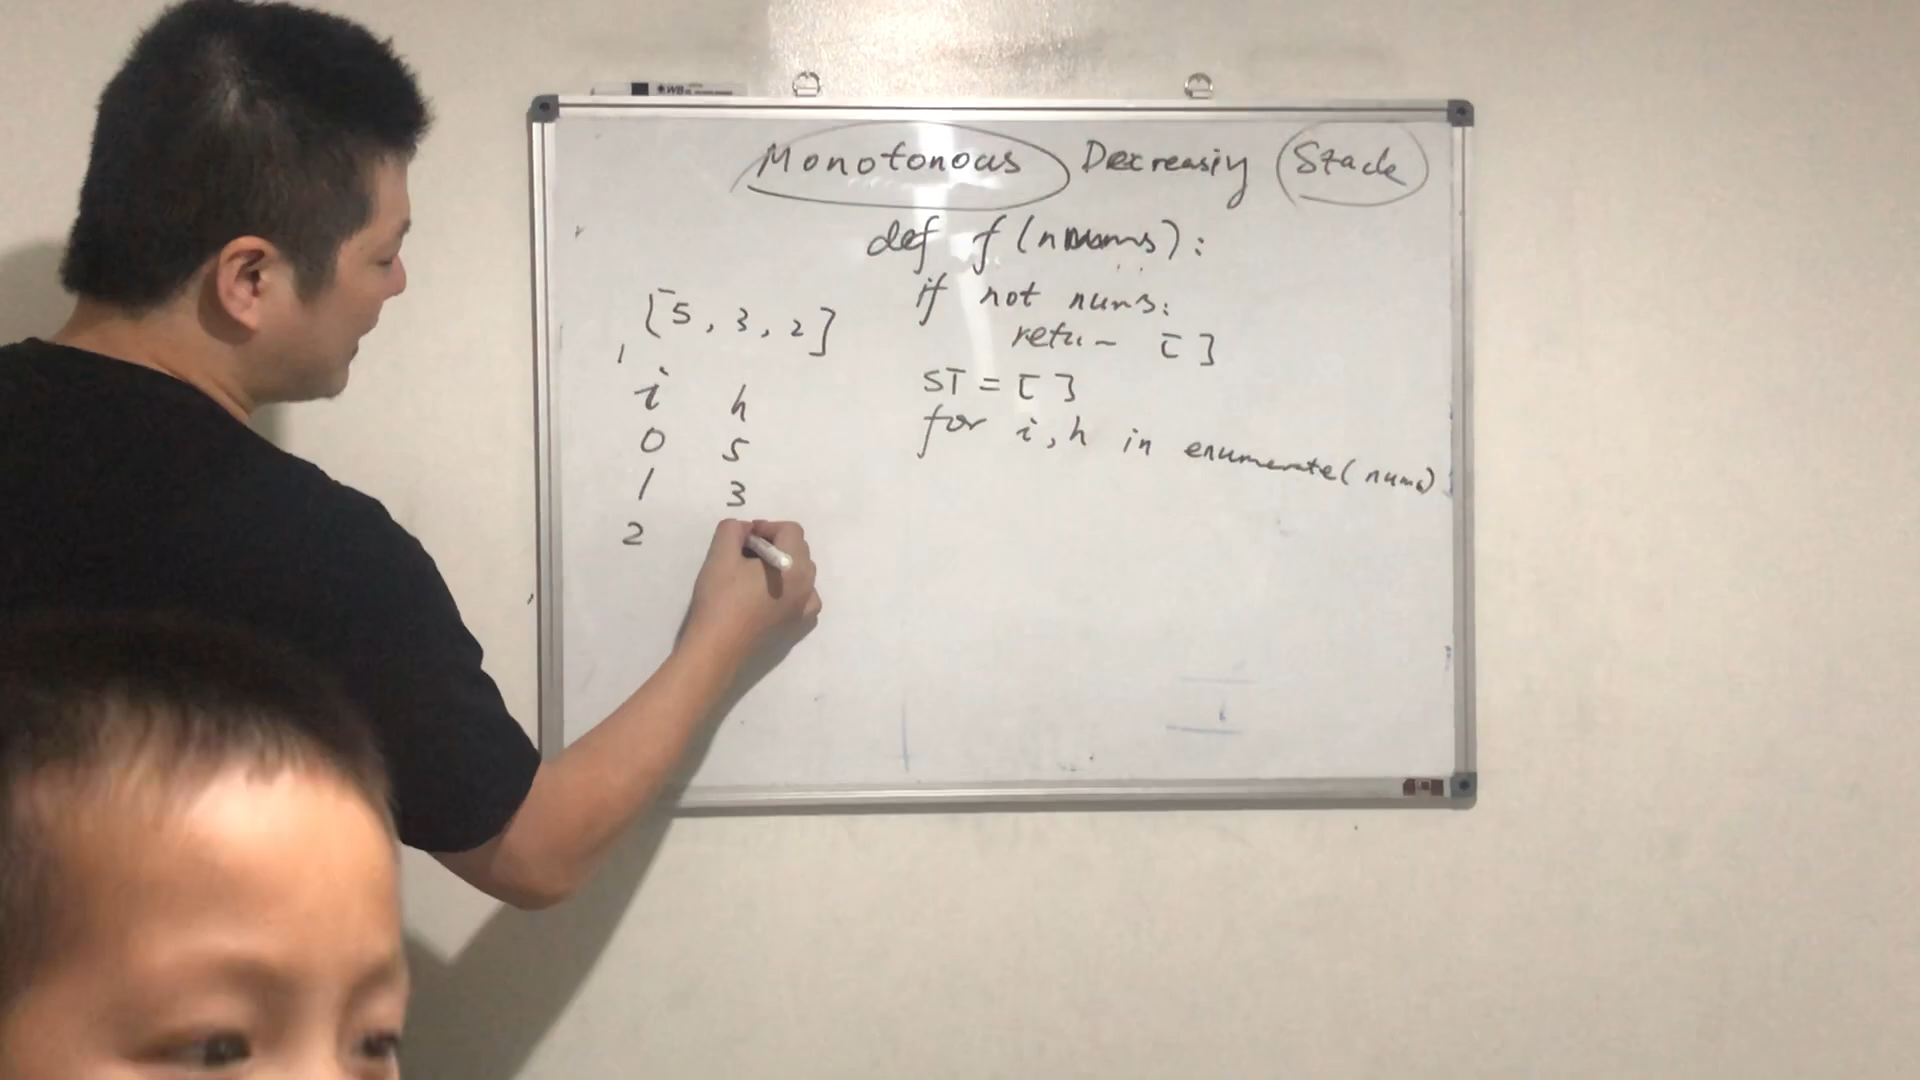 Monotonous Decreasing Stack
def f(nums):
if not nums:
return []
ST = []
for i, h in enumerate(nums)
[5, 3, 2]
i h
0 5
1 3
2